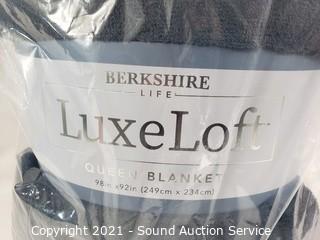 BERKSHIRE
LIFE
LuxeLoft
QUEEN BLANKET
98in x92in (249cm x 234cm)
Copyright 2021 - Sound Auction Service